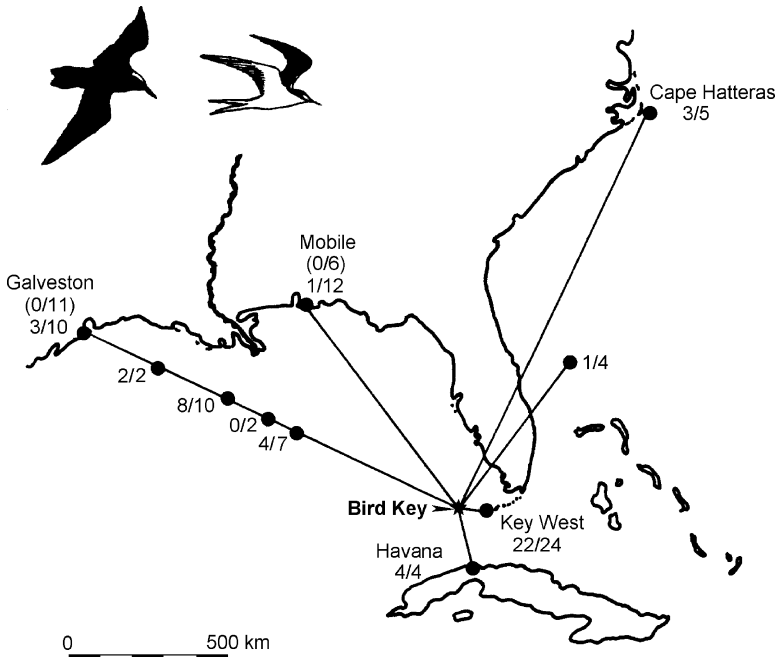 Cape Hatteras
3/5
Mobile
(0/6)
1/12
Galveston
(0/11)
3/10
2/2
8/10
0/2
4/7
1/4
Bird Key
Key West
22/24
Havana
4/4
0 500 km